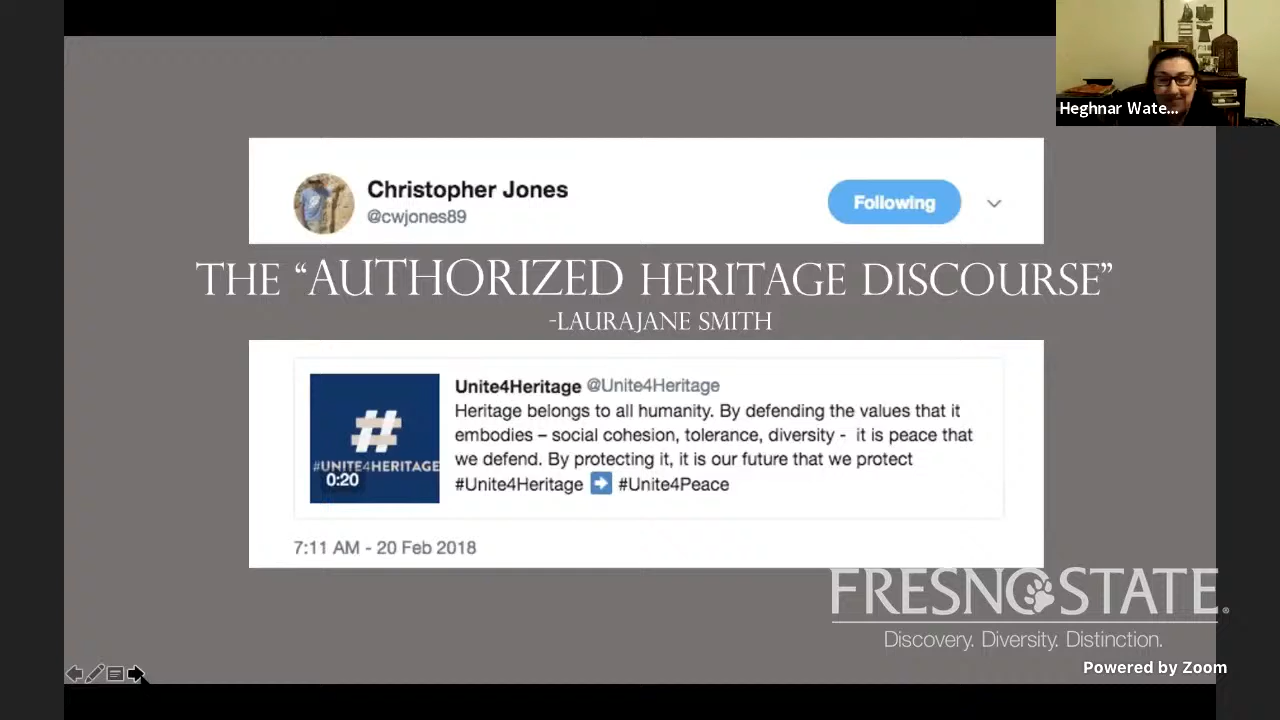 Heghnar Wate...
Christopher Jones
@cwjones89
Following
THE “AUTHORIZED HERITAGE DISCOURSE”
-LAURAJANE SMITH
#
#UNITE4HERITAGE
0:20
Unite4Heritage @Unite4Heritage
Heritage belongs to all humanity. By defending the values that it
embodies – social cohesion, tolerance, diversity - it is peace that
we defend. By protecting it, it is our future that we protect
#Unite4Heritage ➡ #Unite4Peace
7:11 AM - 20 Feb 2018
FRESNO STATE®
Discovery. Diversity. Distinction.
Powered by Zoom